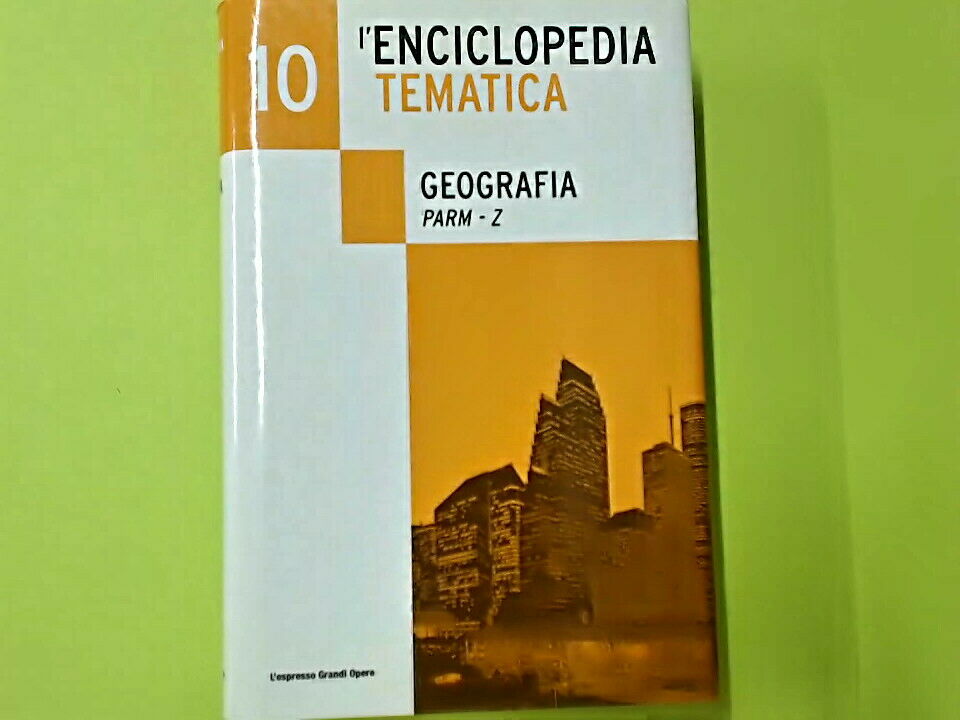 10
l'ENCICLOPEDIA
TEMATICA
GEOGRAFIA
PARM - Z
L'espresso Grandi Opere